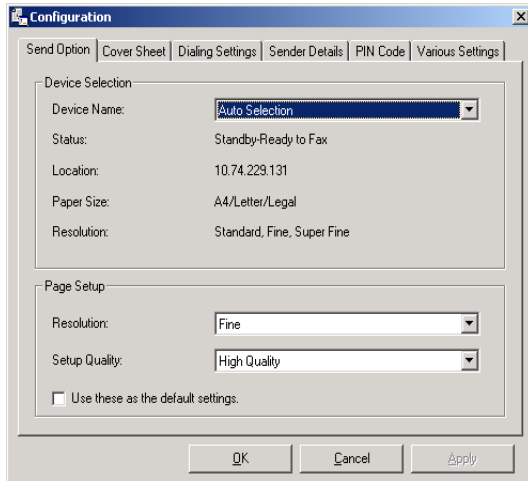 Configuration
Send Option Cover Sheet Dialing Settings Sender Details PIN Code Various Settings
Device Selection
Device Name: Auto Selection
Status: Standby-Ready to Fax
Location: 10.74.229.131
Paper Size: A4/Letter/Legal
Resolution: Standard, Fine, Super Fine
Page Setup
Resolution: Fine
Setup Quality: High Quality
Use these as the default settings.
OK Cancel Apply